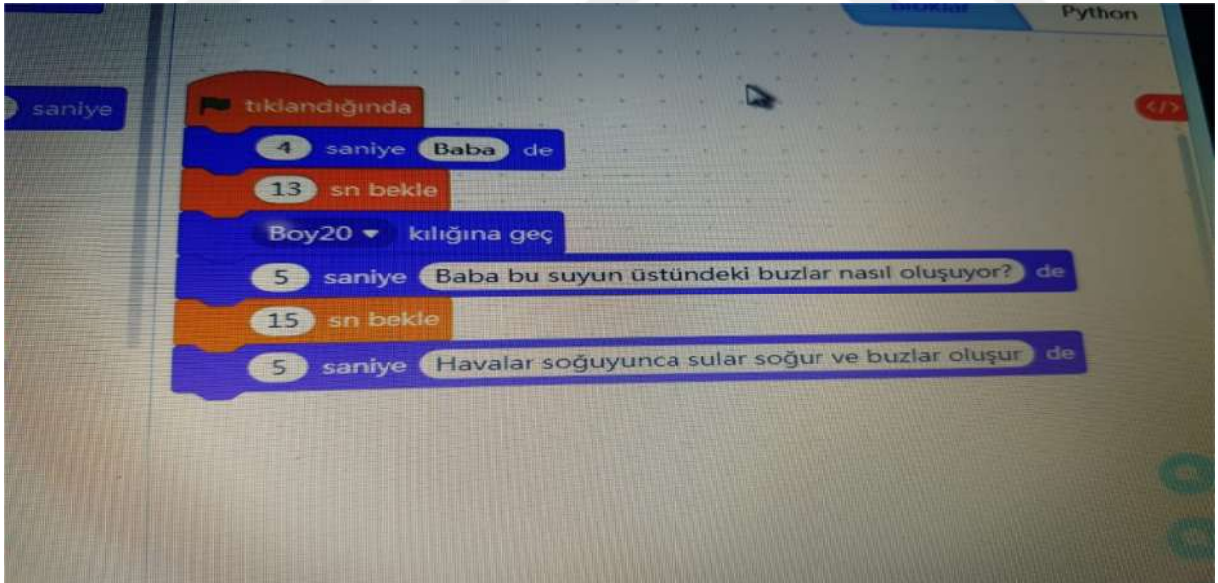 Bloklar
Python
saniye
tıklandığında
4 saniye Baba de
13 sn bekle
Boy20 kılığına geç
5 saniye Baba bu suyun üstündeki buzlar nasıl oluşuyor? de
15 sn bekle
5 saniye Havalar soğuyunca sular soğur ve buzlar oluşur de